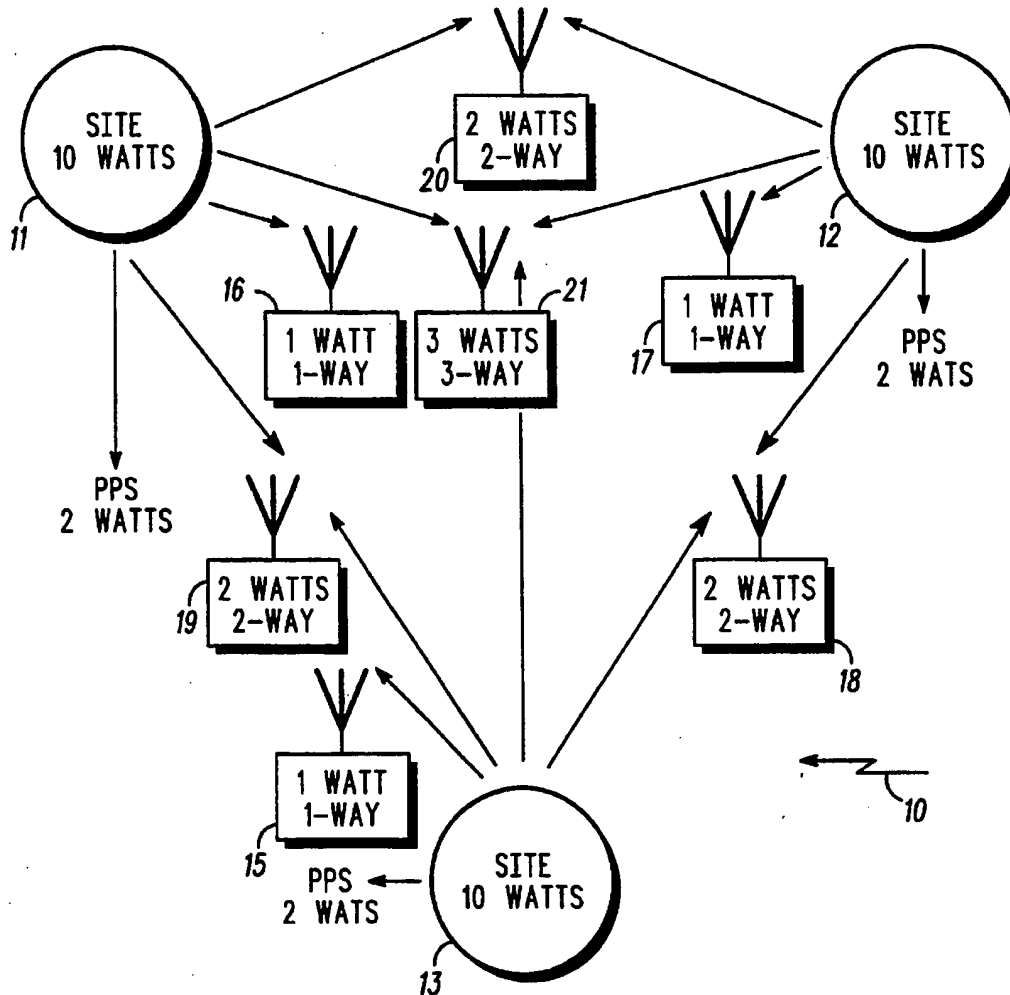 SITE
10 WATTS
11
2 WATTS
2-WAY
20
SITE
10 WATTS
12
16
1 WATT
1-WAY
3 WATTS
3-WAY
21
1 WATT
1-WAY
17
PPS
2 WATS
PPS
2 WATTS
2 WATTS
2-WAY
19
2 WATTS
2-WAY
18
1 WATT
1-WAY
15
10
PPS
2 WATS
SITE
10 WATTS
13